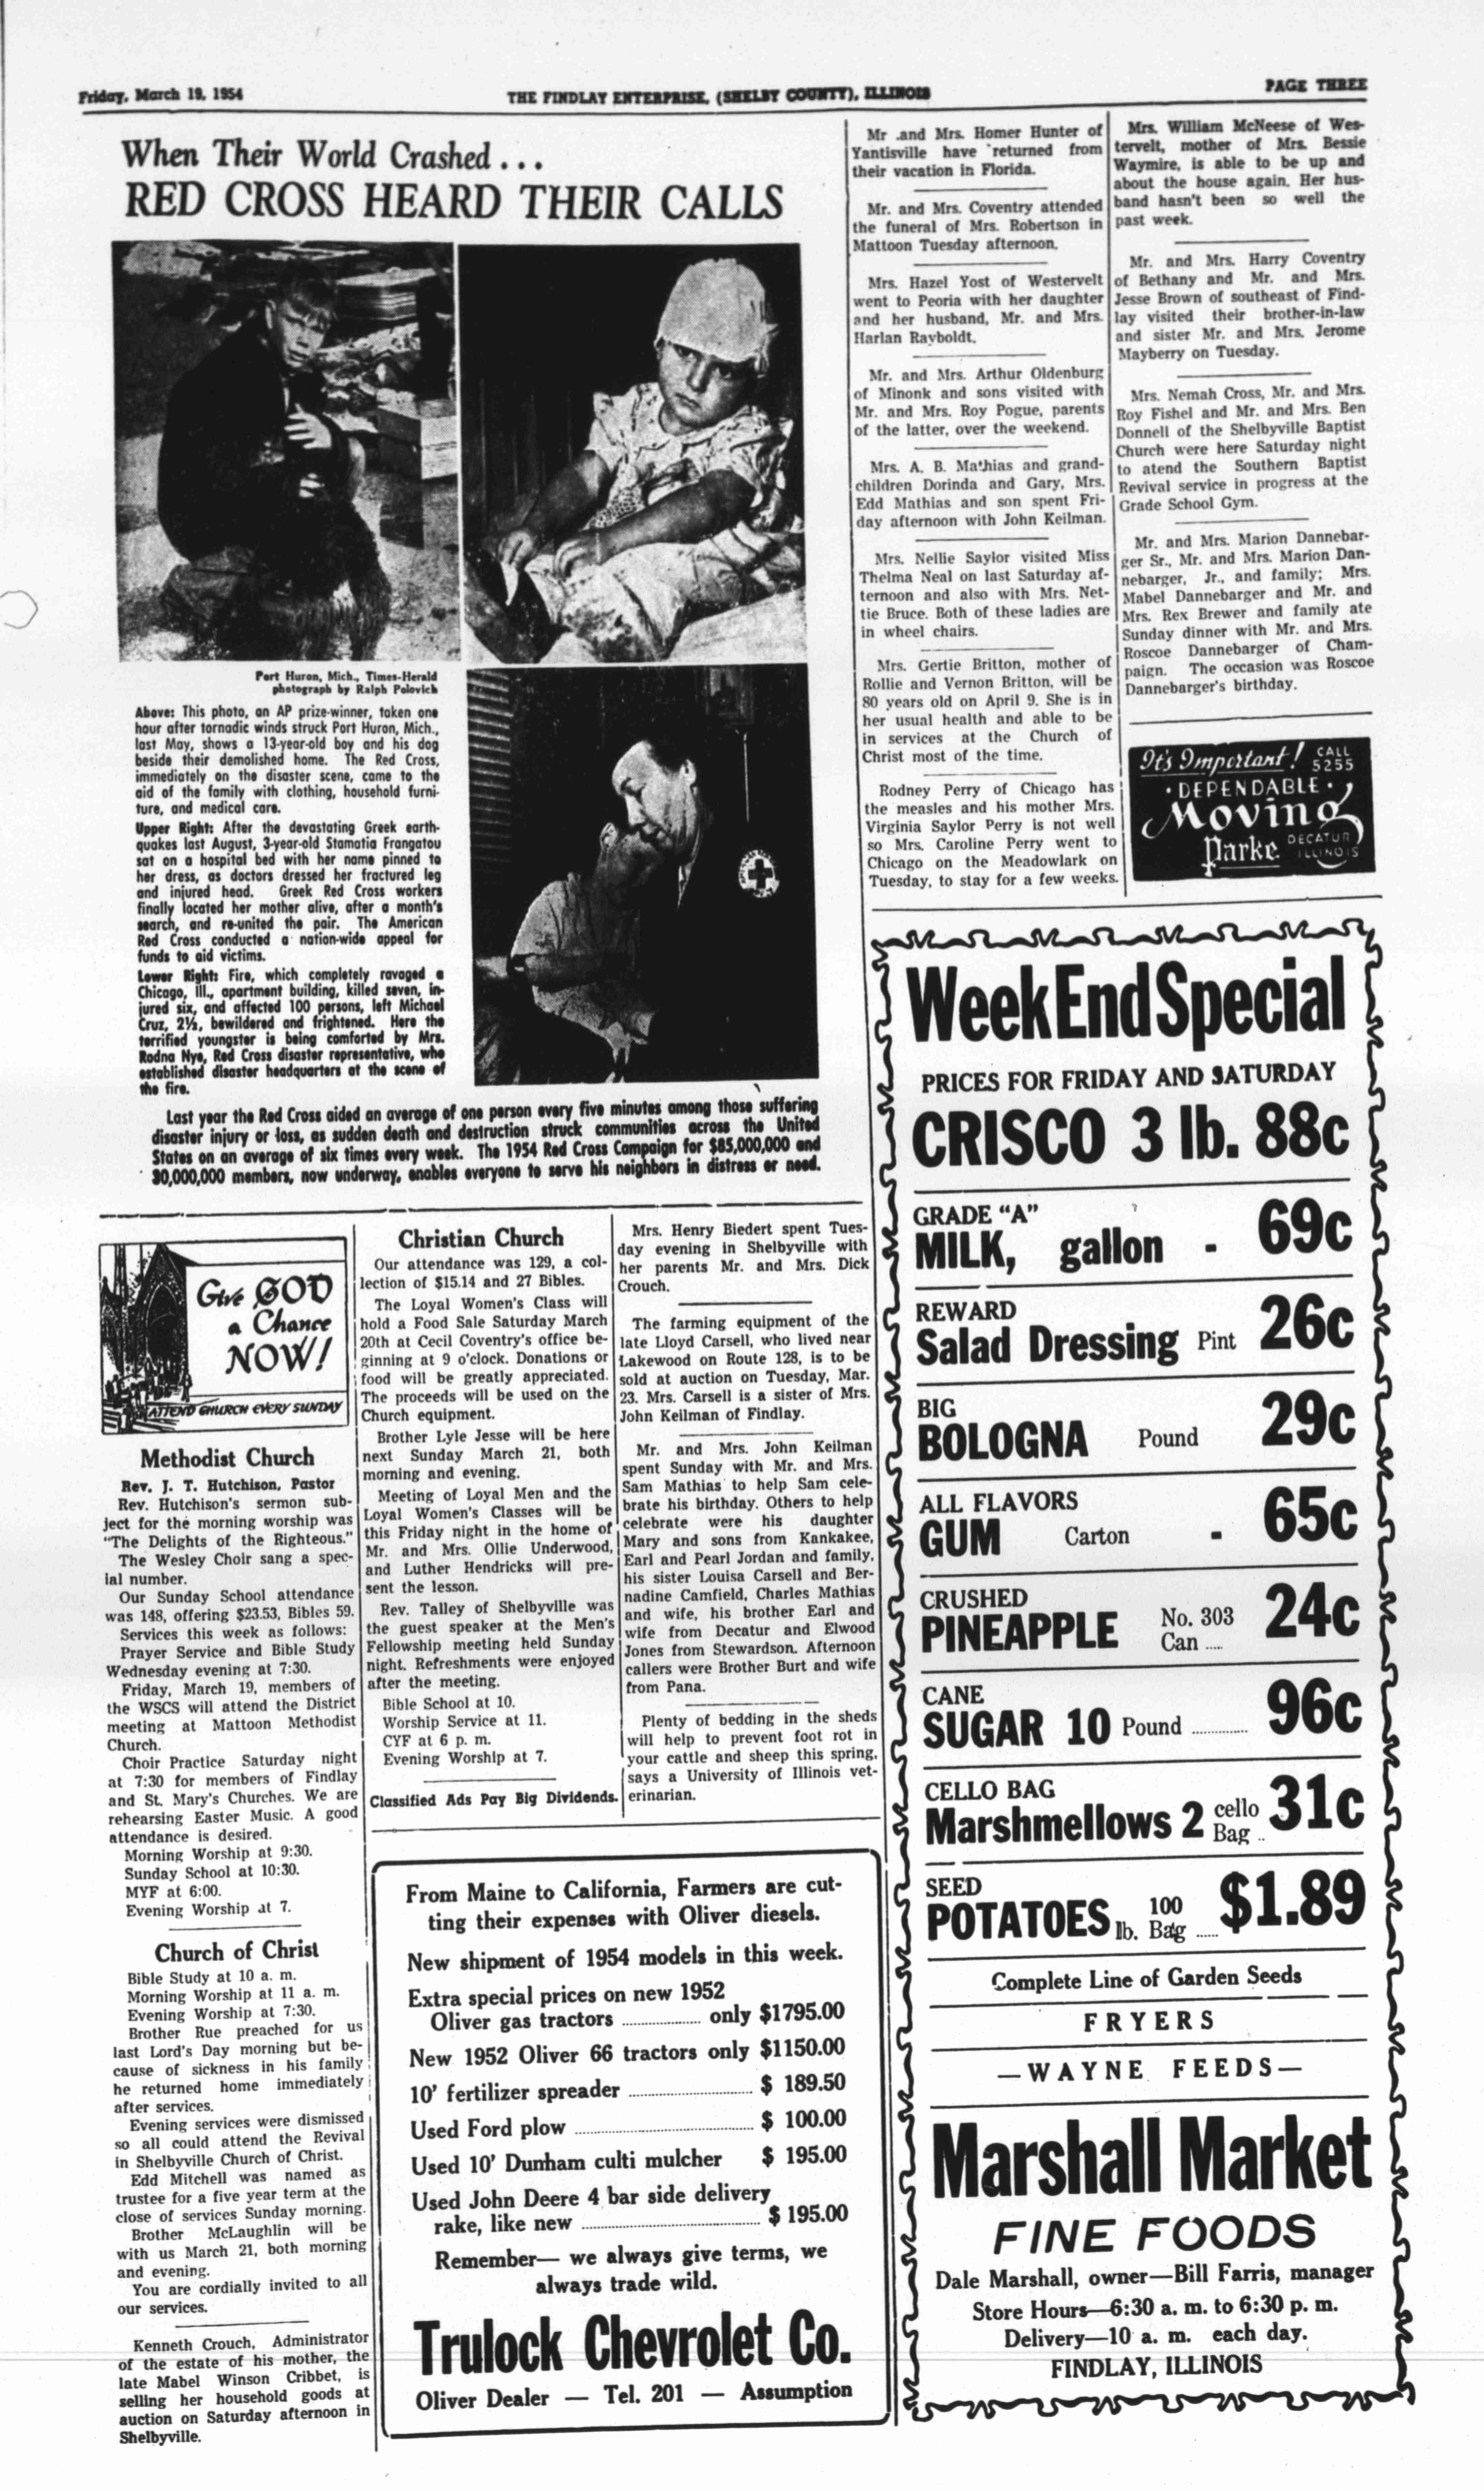 Friday, March 19, 1954
THE FINDLAY ENTERPRISE, (SHELBY COUNTY), ILLINOIS
PAGE THREE
When Their World Crashed . . .
RED CROSS HEARD THEIR CALLS
Port Huron, Mich., Times-Herald
photograph by Ralph Polovich
Above: This photo, an AP prize-winner, taken one
hour after tornadic winds struck Port Huron, Mich.,
last May, shows a 13-year-old boy and his dog
beside their demolished home. The Red Cross,
immediately on the disaster scene, came to the
aid of the family with clothing, household furni-
ture, and medical care.
Upper Right: After the devastating Greek earth-
quakes last August, 3-year-old Stamatia Frangatou
sat on a hospital bed with her name pinned to
her dress, as doctors dressed her fractured leg
and injured head. Greek Red Cross workers
finally located her mother alive, after a month's
search, and re-united the pair. The American
Red Cross conducted a nation-wide appeal for
funds to aid victims.
Lower Right: Fire, which completely ravaged a
Chicago, Ill., apartment building, killed seven, in-
jured six, and affected 100 persons, left Michael
Cruz, 2½, bewildered and frightened. Here the
terrified youngster is being comforted by Mrs.
Rodna Nye, Red Cross disaster representative, who
established disaster headquarters at the scene of
the fire.
Last year the Red Cross aided an average of one person every five minutes among those suffering
disaster injury or loss, as sudden death and destruction struck communities across the United
States on an average of six times every week. The 1954 Red Cross Campaign for $85,000,000 and
30,000,000 members, now underway, enables everyone to serve his neighbors in distress or need.
Give GOD
a Chance
NOW!
ATTEND CHURCH EVERY SUNDAY
Methodist Church
Rev. J. T. Hutchison, Pastor
Rev. Hutchison's sermon sub-
ject for the morning worship was
"The Delights of the Righteous."
The Wesley Choir sang a spec-
ial number.
Our Sunday School attendance
was 148, offering $23.53, Bibles 59.
Services this week as follows:
Prayer Service and Bible Study
Wednesday evening at 7:30.
Friday, March 19, members of
the WSCS will attend the District
meeting at Mattoon Methodist
Church.
Choir Practice Saturday night
at 7:30 for members of Findlay
and St. Mary's Churches. We are
rehearsing Easter Music. A good
attendance is desired.
Morning Worship at 9:30.
Sunday School at 10:30.
MYF at 6:00.
Evening Worship at 7.
Church of Christ
Bible Study at 10 a. m.
Morning Worship at 11 a. m.
Evening Worship at 7:30.
Brother Rue preached for us
last Lord's Day morning but be-
cause of sickness in his family
he returned home immediately
after services.
Evening services were dismissed
so all could attend the Revival
in Shelbyville Church of Christ.
Edd Mitchell was named as
trustee for a five year term at the
close of services Sunday morning.
Brother McLaughlin will be
with us March 21, both morning
and evening.
You are cordially invited to all
our services.
Kenneth Crouch, Administrator
of the estate of his mother, the
late Mabel Winson Cribbet, is
selling her household goods at
auction on Saturday afternoon in
Shelbyville.
Christian Church
Our attendance was 129, a col-
lection of $15.14 and 27 Bibles.
The Loyal Women's Class will
hold a Food Sale Saturday March
20th at Cecil Coventry's office be-
ginning at 9 o'clock. Donations or
food will be greatly appreciated.
The proceeds will be used on the
Church equipment.
Brother Lyle Jesse will be here
next Sunday March 21, both
morning and evening.
Meeting of Loyal Men and the
Loyal Women's Classes will be
this Friday night in the home of
Mr. and Mrs. Ollie Underwood,
and Luther Hendricks will pre-
sent the lesson.
Rev. Talley of Shelbyville was
the guest speaker at the Men's
Fellowship meeting held Sunday
night. Refreshments were enjoyed
after the meeting.
Bible School at 10.
Worship Service at 11.
CYF at 6 p. m.
Evening Worship at 7.
Classified Ads Pay Big Dividends.
Mrs. Henry Biedert spent Tues-
day evening in Shelbyville with
her parents Mr. and Mrs. Dick
Crouch.
The farming equipment of the
late Lloyd Carsell, who lived near
Lakewood on Route 128, is to be
sold at auction on Tuesday, Mar.
23. Mrs. Carsell is a sister of Mrs.
John Keilman of Findlay.
Mr. and Mrs. John Keilman
spent Sunday with Mr. and Mrs.
Sam Mathias to help Sam cele-
brate his birthday. Others to help
celebrate were his daughter
Mary and sons from Kankakee,
Earl and Pearl Jordan and family,
his sister Louisa Carsell and Ber-
nadine Camfield, Charles Mathias
and wife, his brother Earl and
wife from Decatur and Elwood
Jones from Stewardson. Afternoon
callers were Brother Burt and wife
from Pana.
Plenty of bedding in the sheds
will help to prevent foot rot in
your cattle and sheep this spring,
says a University of Illinois vet-
erinarian.
From Maine to California, Farmers are cut-
ting their expenses with Oliver diesels.
New shipment of 1954 models in this week.
Extra special prices on new 1952
Oliver gas tractors ........ only $1795.00
New 1952 Oliver 66 tractors only $1150.00
10' fertilizer spreader ........ $ 189.50
Used Ford plow ........ $ 100.00
Used 10' Dunham culti mulcher $ 195.00
Used John Deere 4 bar side delivery
rake, like new ........ $ 195.00
Remember— we always give terms, we
always trade wild.
Trulock Chevrolet Co.
Oliver Dealer — Tel. 201 — Assumption
Mr .and Mrs. Homer Hunter of
Yantisville have returned from
their vacation in Florida.
Mr. and Mrs. Coventry attended
the funeral of Mrs. Robertson in
Mattoon Tuesday afternoon.
Mrs. Hazel Yost of Westervelt
went to Peoria with her daughter
and her husband, Mr. and Mrs.
Harlan Rayboldt.
Mr. and Mrs. Arthur Oldenburg
of Minonk and sons visited with
Mr. and Mrs. Roy Pogue, parents
of the latter, over the weekend.
Mrs. A. B. Mathias and grand-
children Dorinda and Gary, Mrs.
Edd Mathias and son spent Fri-
day afternoon with John Keilman.
Mrs. Nellie Saylor visited Miss
Thelma Neal on last Saturday af-
ternoon and also with Mrs. Net-
tie Bruce. Both of these ladies are
in wheel chairs.
Mrs. Gertie Britton, mother of
Rollie and Vernon Britton, will be
80 years old on April 9. She is in
her usual health and able to be
in services at the Church of
Christ most of the time.
Rodney Perry of Chicago has
the measles and his mother Mrs.
Virginia Saylor Perry is not well
so Mrs. Caroline Perry went to
Chicago on the Meadowlark on
Tuesday, to stay for a few weeks.
Mrs. William McNeese of Wes-
tervelt, mother of Mrs. Bessie
Waymire, is able to be up and
about the house again. Her hus-
band hasn't been so well the
past week.
Mr. and Mrs. Harry Coventry
of Bethany and Mr. and Mrs.
Jesse Brown of southeast of Find-
lay visited their brother-in-law
and sister Mr. and Mrs. Jerome
Mayberry on Tuesday.
Mrs. Nemah Cross, Mr. and Mrs.
Roy Fishel and Mr. and Mrs. Ben
Donnell of the Shelbyville Baptist
Church were here Saturday night
to atend the Southern Baptist
Revival service in progress at the
Grade School Gym.
Mr. and Mrs. Marion Dannebar-
ger Sr., Mr. and Mrs. Marion Dan-
nebarger, Jr., and family; Mrs.
Mabel Dannebarger and Mr. and
Mrs. Rex Brewer and family ate
Sunday dinner with Mr. and Mrs.
Roscoe Dannebarger of Cham-
paign. The occasion was Roscoe
Dannebarger's birthday.
It's Important! CALL 5255
• DEPENDABLE •
Moving
Parke DECATUR ILLINOIS
Week End Special
PRICES FOR FRIDAY AND SATURDAY
CRISCO 3 lb. 88c
GRADE "A"
MILK, gallon - 69c
REWARD
Salad Dressing Pint 26c
BIG
BOLOGNA Pound 29c
ALL FLAVORS
GUM Carton - 65c
CRUSHED
PINEAPPLE No. 303 Can .... 24c
CANE
SUGAR 10 Pound ........ 96c
CELLO BAG
Marshmellows 2 cello Bag .. 31c
SEED
POTATOES 100 lb. Bag ..... $1.89
Complete Line of Garden Seeds
FRYERS
—WAYNE FEEDS—
Marshall Market
FINE FOODS
Dale Marshall, owner—Bill Farris, manager
Store Hours—6:30 a. m. to 6:30 p. m.
Delivery—10 a. m. each day.
FINDLAY, ILLINOIS